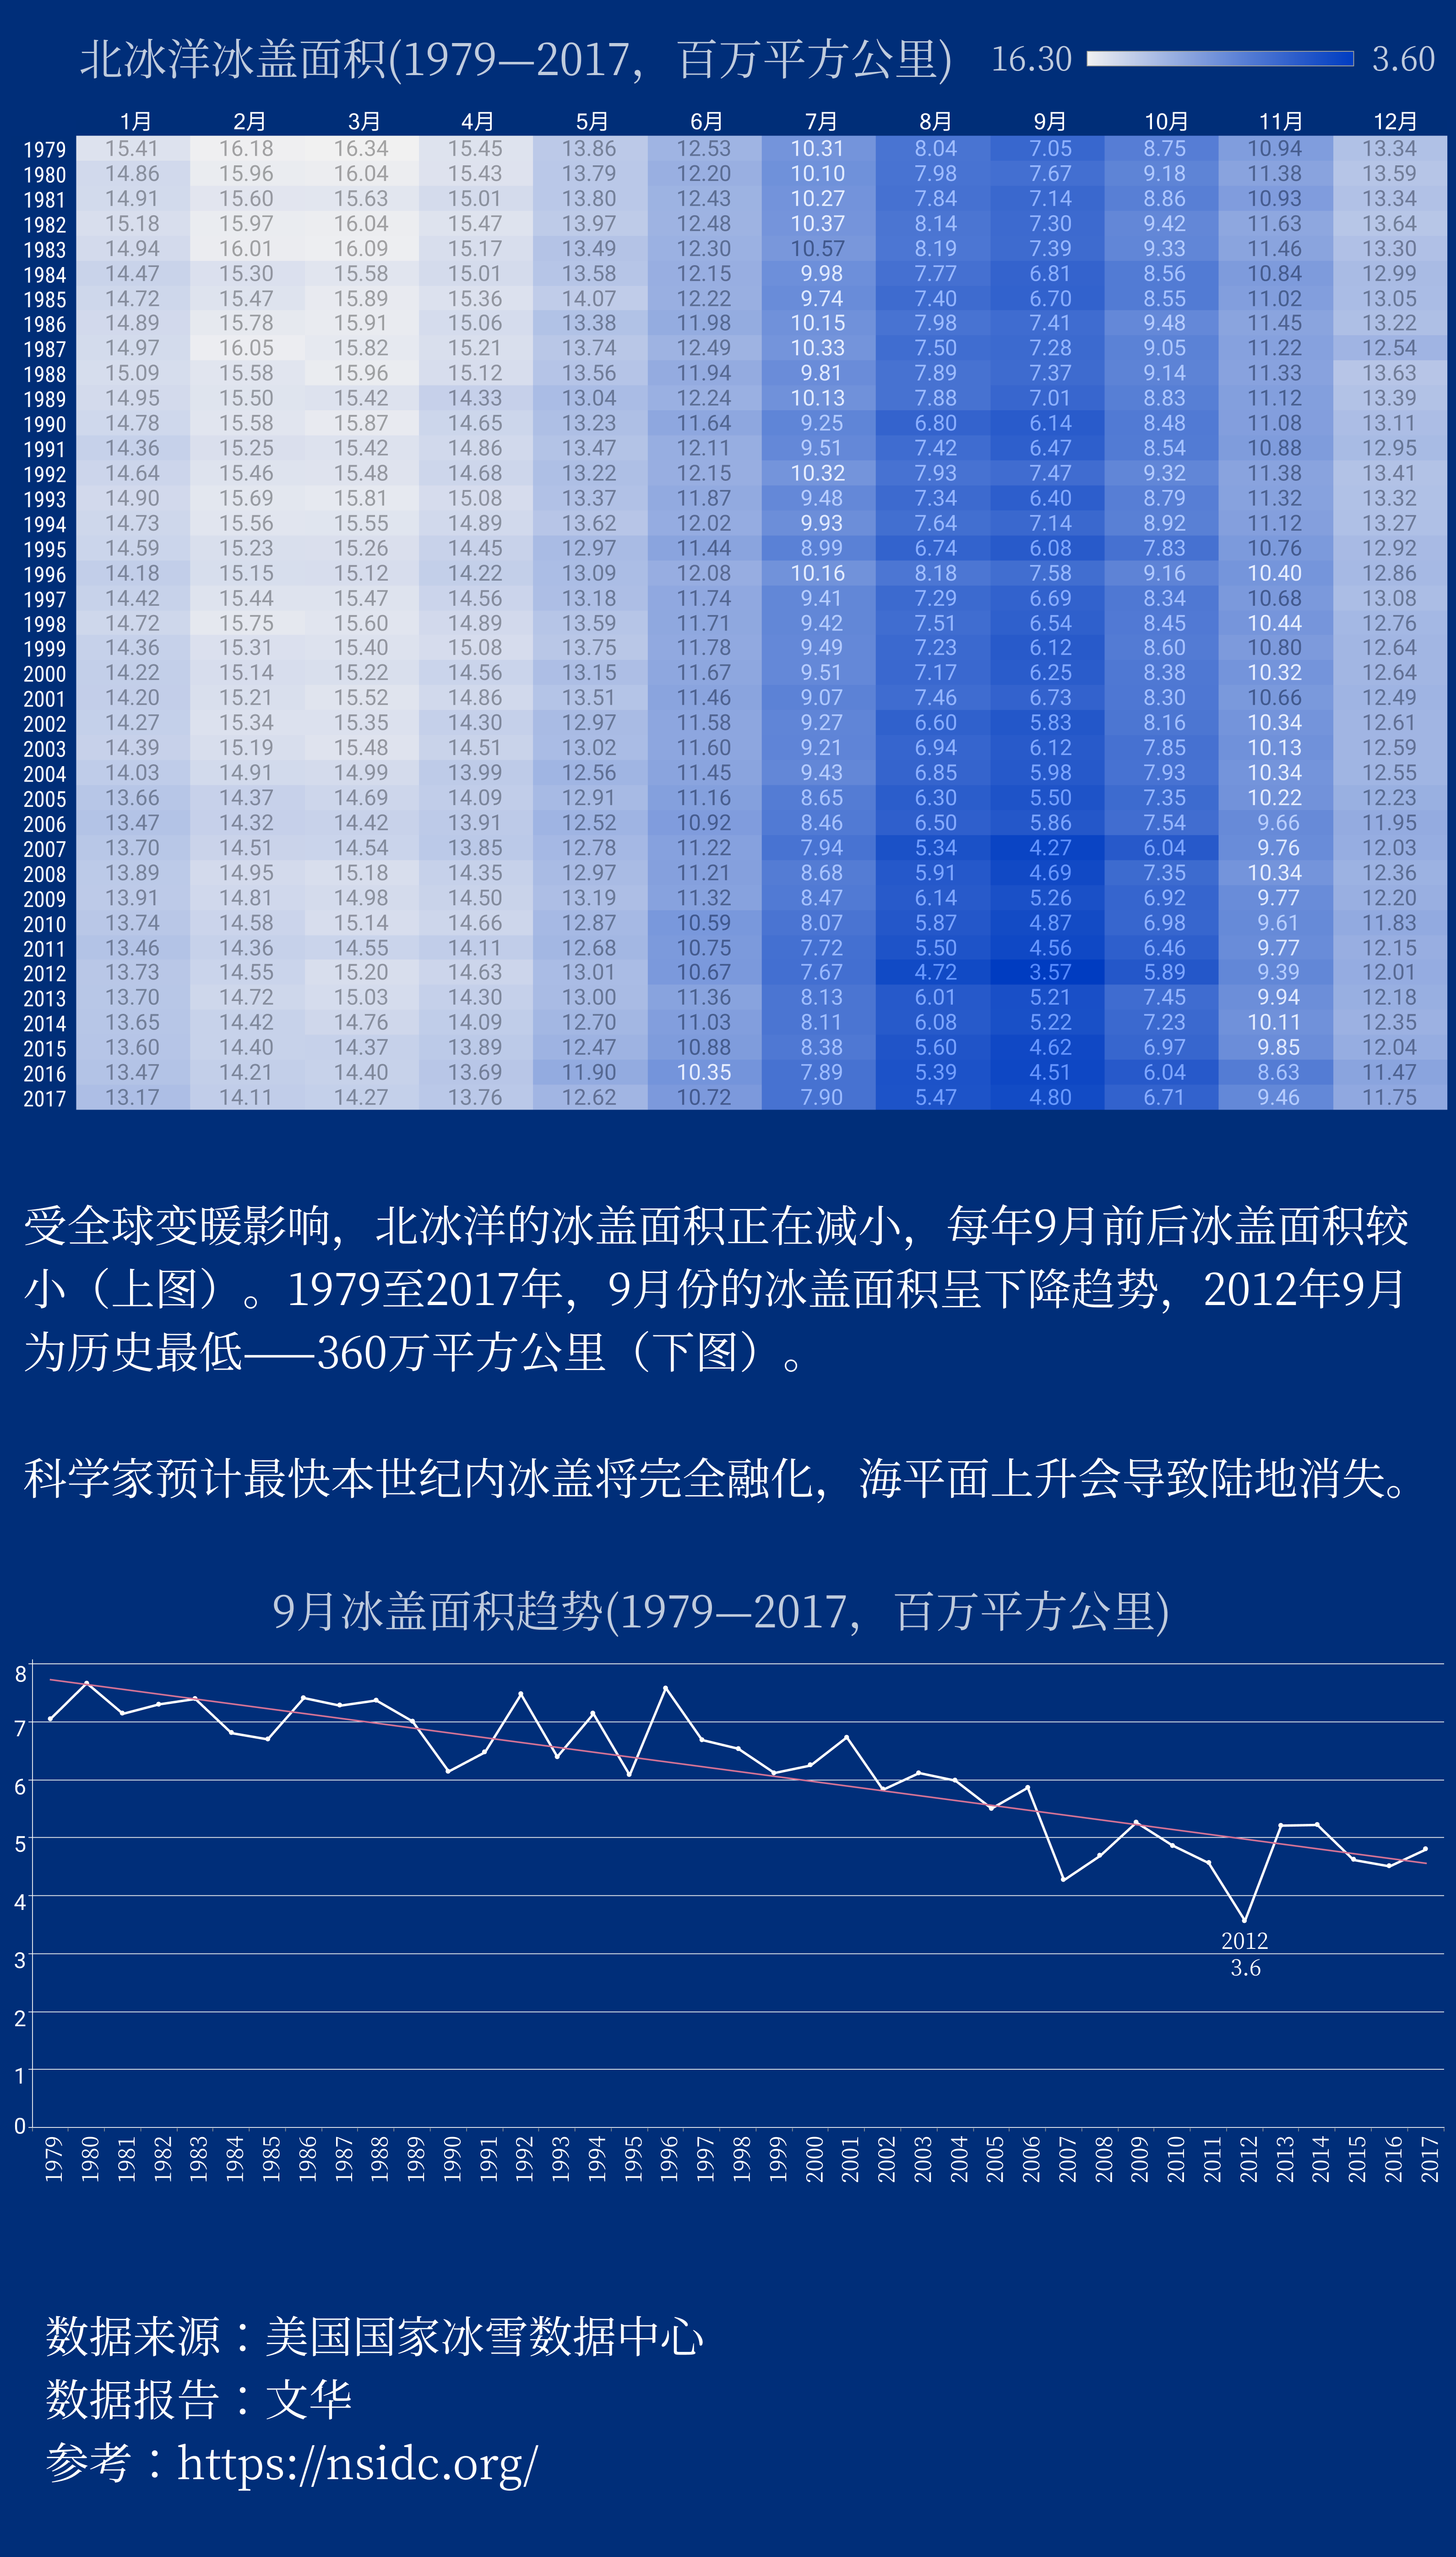 北冰洋冰盖面积(1979—2017，百万平方公里) 16.30 3.60
1月 2月 3月 4月 5月 6月 7月 8月 9月 10月 11月 12月
1979 15.41 16.18 16.34 15.45 13.86 12.53 10.31 8.04 7.05 8.75 10.94 13.34
1980 14.86 15.96 16.04 15.43 13.79 12.20 10.10 7.98 7.67 9.18 11.38 13.59
1981 14.91 15.60 15.63 15.01 13.80 12.43 10.27 7.84 7.14 8.86 10.93 13.34
1982 15.18 15.97 16.04 15.47 13.97 12.48 10.37 8.14 7.30 9.42 11.63 13.64
1983 14.94 16.01 16.09 15.17 13.49 12.30 10.57 8.19 7.39 9.33 11.46 13.30
1984 14.47 15.30 15.58 15.01 13.58 12.15 9.98 7.77 6.81 8.56 10.84 12.99
1985 14.72 15.47 15.89 15.36 14.07 12.22 9.74 7.40 6.70 8.55 11.02 13.05
1986 14.89 15.78 15.91 15.06 13.38 11.98 10.15 7.98 7.41 9.48 11.45 13.22
1987 14.97 16.05 15.82 15.21 13.74 12.49 10.33 7.50 7.28 9.05 11.22 12.54
1988 15.09 15.58 15.96 15.12 13.56 11.94 9.81 7.89 7.37 9.14 11.33 13.63
1989 14.95 15.50 15.42 14.33 13.04 12.24 10.13 7.88 7.01 8.83 11.12 13.39
1990 14.78 15.58 15.87 14.65 13.23 11.64 9.25 6.80 6.14 8.48 11.08 13.11
1991 14.36 15.25 15.42 14.86 13.47 12.11 9.51 7.42 6.47 8.54 10.88 12.95
1992 14.64 15.46 15.48 14.68 13.22 12.15 10.32 7.93 7.47 9.32 11.38 13.41
1993 14.90 15.69 15.81 15.08 13.37 11.87 9.48 7.34 6.40 8.79 11.32 13.32
1994 14.73 15.56 15.55 14.89 13.62 12.02 9.93 7.64 7.14 8.92 11.12 13.27
1995 14.59 15.23 15.26 14.45 12.97 11.44 8.99 6.74 6.08 7.83 10.76 12.92
1996 14.18 15.15 15.12 14.22 13.09 12.08 10.16 8.18 7.58 9.16 10.40 12.86
1997 14.42 15.44 15.47 14.56 13.18 11.74 9.41 7.29 6.69 8.34 10.68 13.08
1998 14.72 15.75 15.60 14.89 13.59 11.71 9.42 7.51 6.54 8.45 10.44 12.76
1999 14.36 15.31 15.40 15.08 13.75 11.78 9.49 7.23 6.12 8.60 10.80 12.64
2000 14.22 15.14 15.22 14.56 13.15 11.67 9.51 7.17 6.25 8.38 10.32 12.64
2001 14.20 15.21 15.52 14.86 13.51 11.46 9.07 7.46 6.73 8.30 10.66 12.49
2002 14.27 15.34 15.35 14.30 12.97 11.58 9.27 6.60 5.83 8.16 10.34 12.61
2003 14.39 15.19 15.48 14.51 13.02 11.60 9.21 6.94 6.12 7.85 10.13 12.59
2004 14.03 14.91 14.99 13.99 12.56 11.45 9.43 6.85 5.98 7.93 10.34 12.55
2005 13.66 14.37 14.69 14.09 12.91 11.16 8.65 6.30 5.50 7.35 10.22 12.23
2006 13.47 14.32 14.42 13.91 12.52 10.92 8.46 6.50 5.86 7.54 9.66 11.95
2007 13.70 14.51 14.54 13.85 12.78 11.22 7.94 5.34 4.27 6.04 9.76 12.03
2008 13.89 14.95 15.18 14.35 12.97 11.21 8.68 5.91 4.69 7.35 10.34 12.36
2009 13.91 14.81 14.98 14.50 13.19 11.32 8.47 6.14 5.26 6.92 9.77 12.20
2010 13.74 14.58 15.14 14.66 12.87 10.59 8.07 5.87 4.87 6.98 9.61 11.83
2011 13.46 14.36 14.55 14.11 12.68 10.75 7.72 5.50 4.56 6.46 9.77 12.15
2012 13.73 14.55 15.20 14.63 13.01 10.67 7.67 4.72 3.57 5.89 9.39 12.01
2013 13.70 14.72 15.03 14.30 13.00 11.36 8.13 6.01 5.21 7.45 9.94 12.18
2014 13.65 14.42 14.76 14.09 12.70 11.03 8.11 6.08 5.22 7.23 10.11 12.35
2015 13.60 14.40 14.37 13.89 12.47 10.88 8.38 5.60 4.62 6.97 9.85 12.04
2016 13.47 14.21 14.40 13.69 11.90 10.35 7.89 5.39 4.51 6.04 8.63 11.47
2017 13.17 14.11 14.27 13.76 12.62 10.72 7.90 5.47 4.80 6.71 9.46 11.75
受全球变暖影响，北冰洋的冰盖面积正在减小，每年9月前后冰盖面积较
小（上图）。1979至2017年，9月份的冰盖面积呈下降趋势，2012年9月
为历史最低——360万平方公里（下图）。
科学家预计最快本世纪内冰盖将完全融化，海平面上升会导致陆地消失。
9月冰盖面积趋势(1979—2017，百万平方公里)
8
7
6
5
4
2012
3
3.6
2
1
0
1979 1980 1981 1982 1983 1984 1985 1986 1987 1988 1989 1990 1991 1992 1993 1994 1995 1996 1997 1998 1999 2000 2001 2002 2003 2004 2005 2006 2007 2008 2009 2010 2011 2012 2013 2014 2015 2016 2017
数据来源：美国国家冰雪数据中心
数据报告：文华
参考：https://nsidc.org/